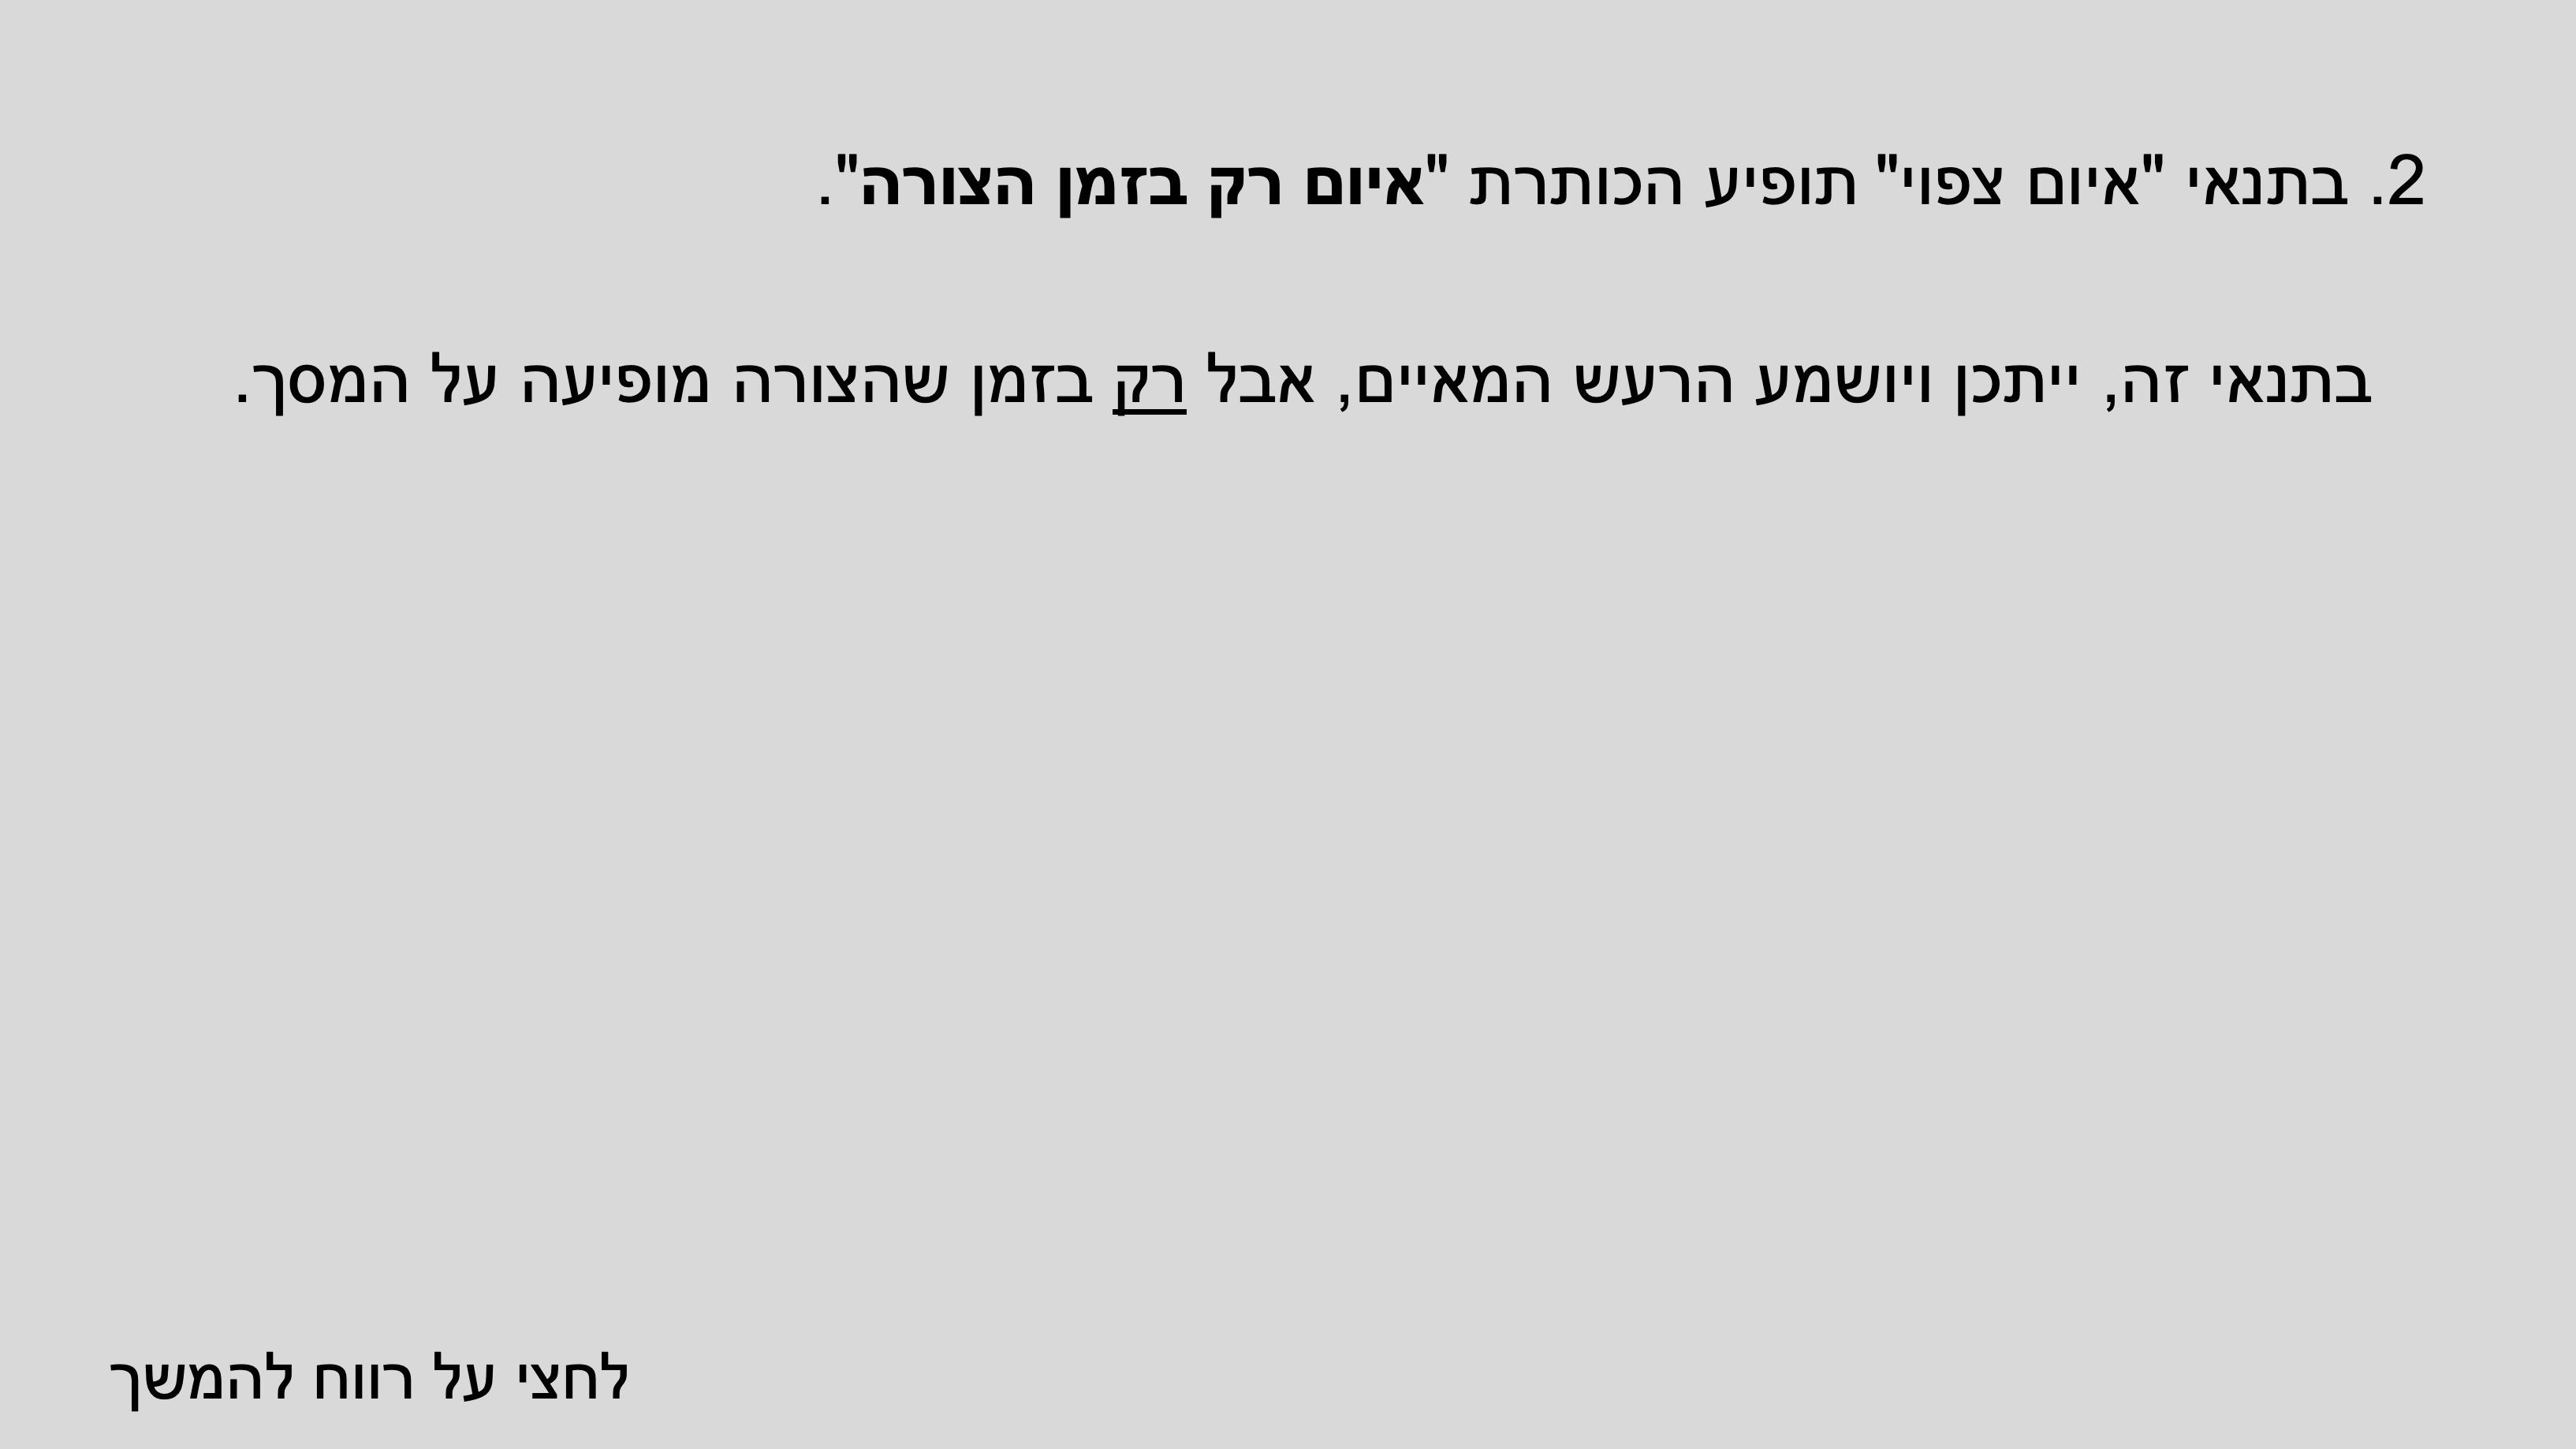 2. בתנאי "איום צפוי" תופיע הכותרת "איום רק בזמן הצורה".
בתנאי זה, ייתכן ויושמע הרעש המאיים, אבל רק בזמן שהצורה מופיעה על המסך.
לחצי על רווח להמשך